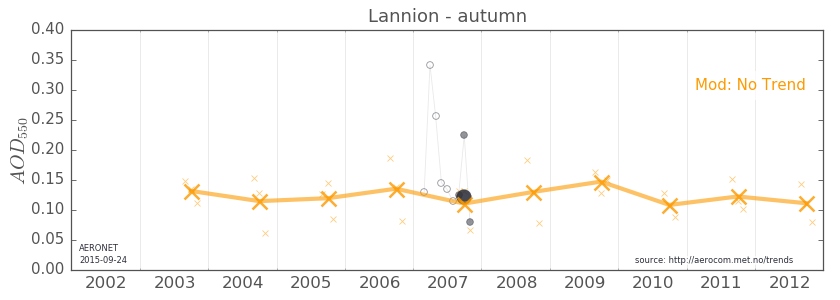 Lannion - autumn
0.40
0.35
0.30
0.25
0.20
0.15
0.10
0.05
0.00
AOD550
Mod: No Trend
AERONET
2015-09-24
source: http://aerocom.met.no/trends
2002 2003 2004 2005 2006 2007 2008 2009 2010 2011 2012